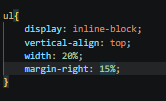 ul{
display: inline-block;
vertical-align: top;
width: 20%;
margin-right: 15%;
}